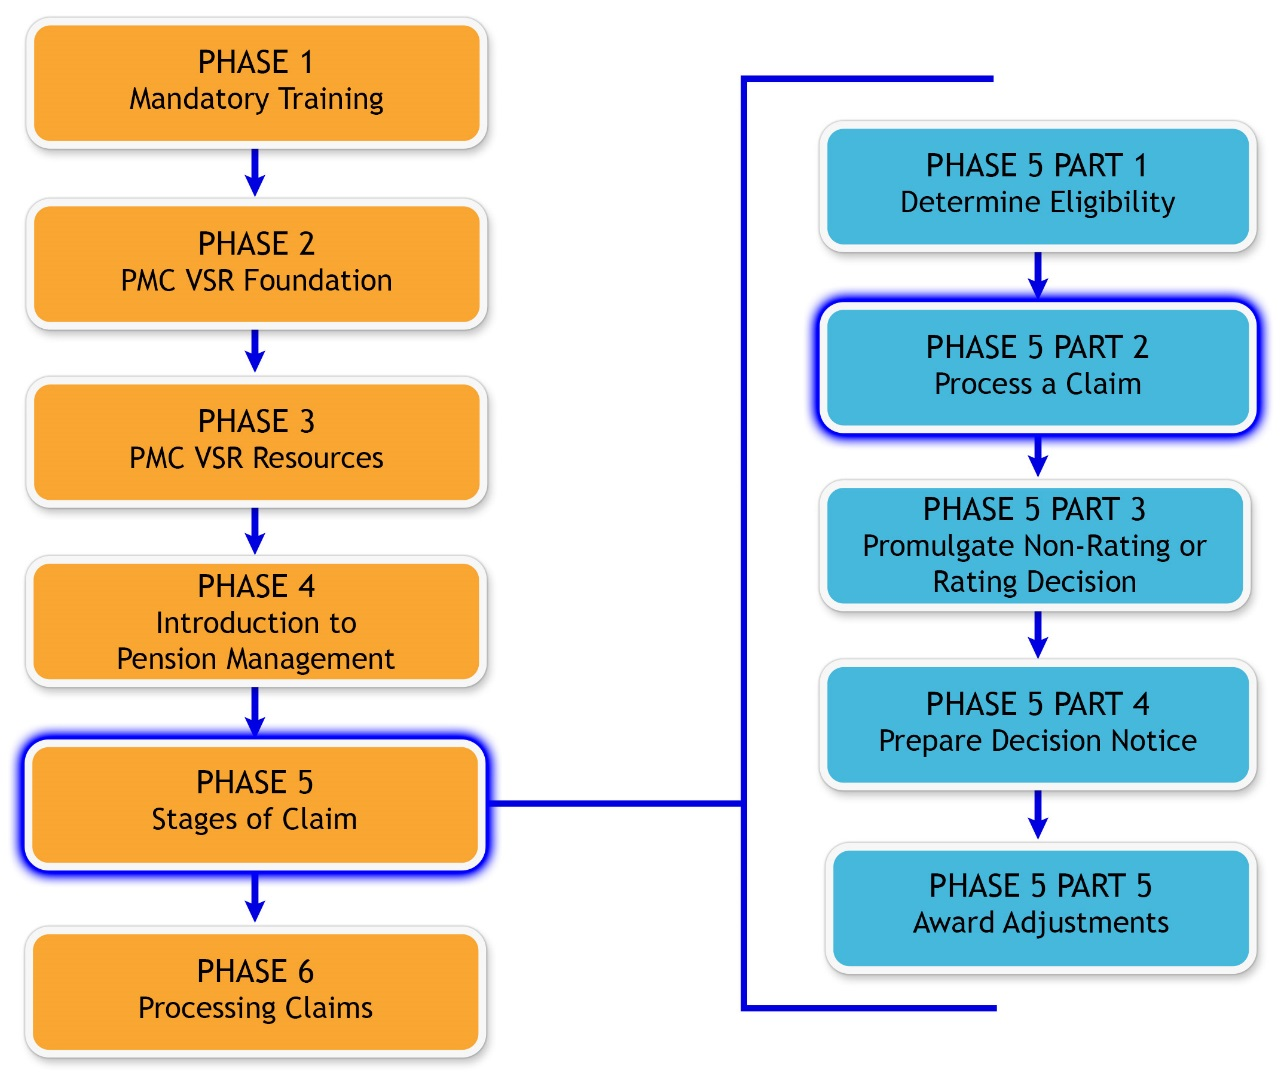 PHASE 1
Mandatory Training
PHASE 2
PMC VSR Foundation
PHASE 3
PMC VSR Resources
PHASE 4
Introduction to
Pension Management
PHASE 5
Stages of Claim
PHASE 6
Processing Claims
PHASE 5 PART 1
Determine Eligibility
PHASE 5 PART 2
Process a Claim
PHASE 5 PART 3
Promulgate Non-Rating or
Rating Decision
PHASE 5 PART 4
Prepare Decision Notice
PHASE 5 PART 5
Award Adjustments